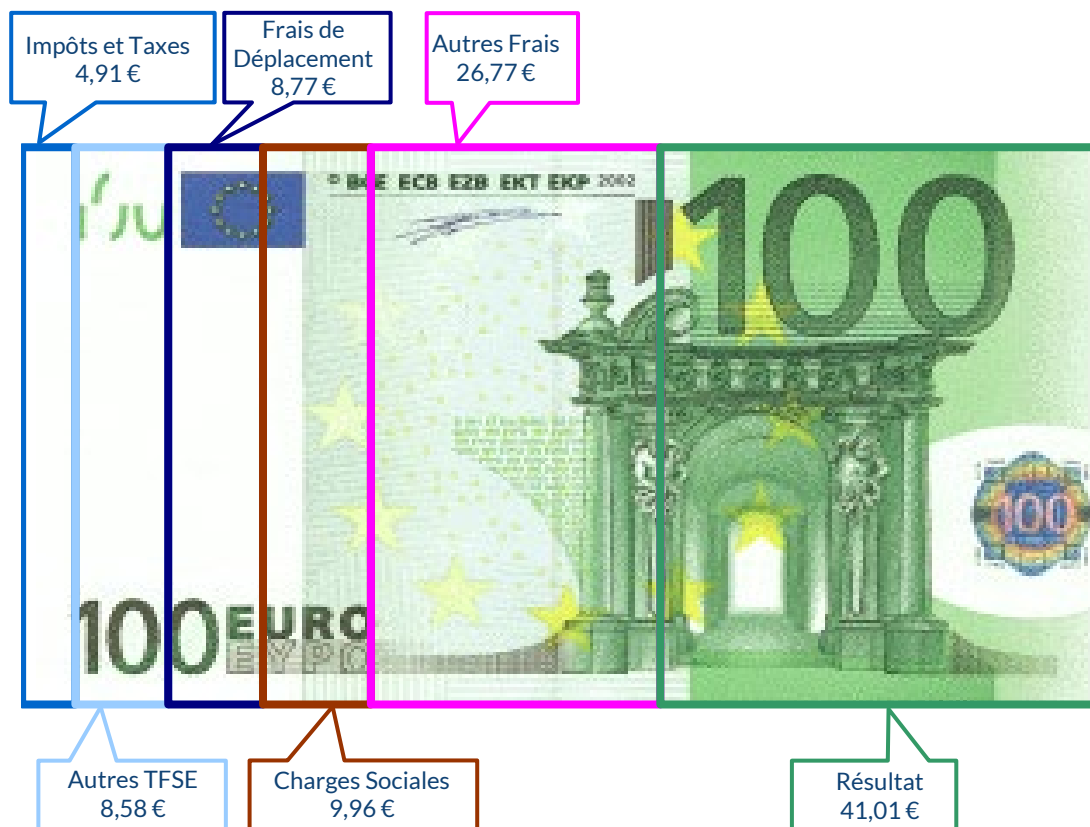 Impôts et Taxes
4,91 €
Frais de
Déplacement
8,77 €
Autres Frais
26,77 €
ECB EZB EKT EKP 2002
100
100
100 EURO
ΕΥΡΩ
Autres TFSE
8,58 €
Charges Sociales
9,96 €
Résultat
41,01 €